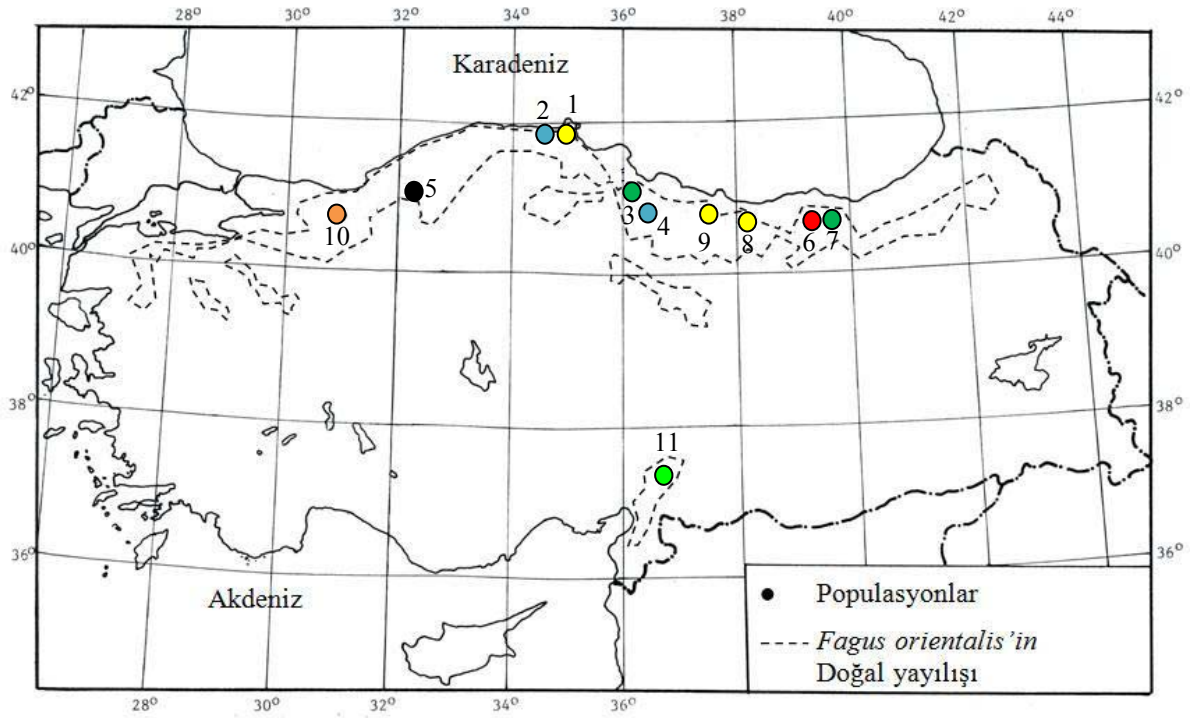 28° 30° 32° 34° 36° 38° 40° 42° 44°
Karadeniz
42° 42°
2 1
5
3 4 9 8 6 7
10
40° 40°
38° 38°
11
36° 36°
Akdeniz
Populasyonlar
Fagus orientalis’in
Doğal yayılışı
28° 30° 32° 34° 36°